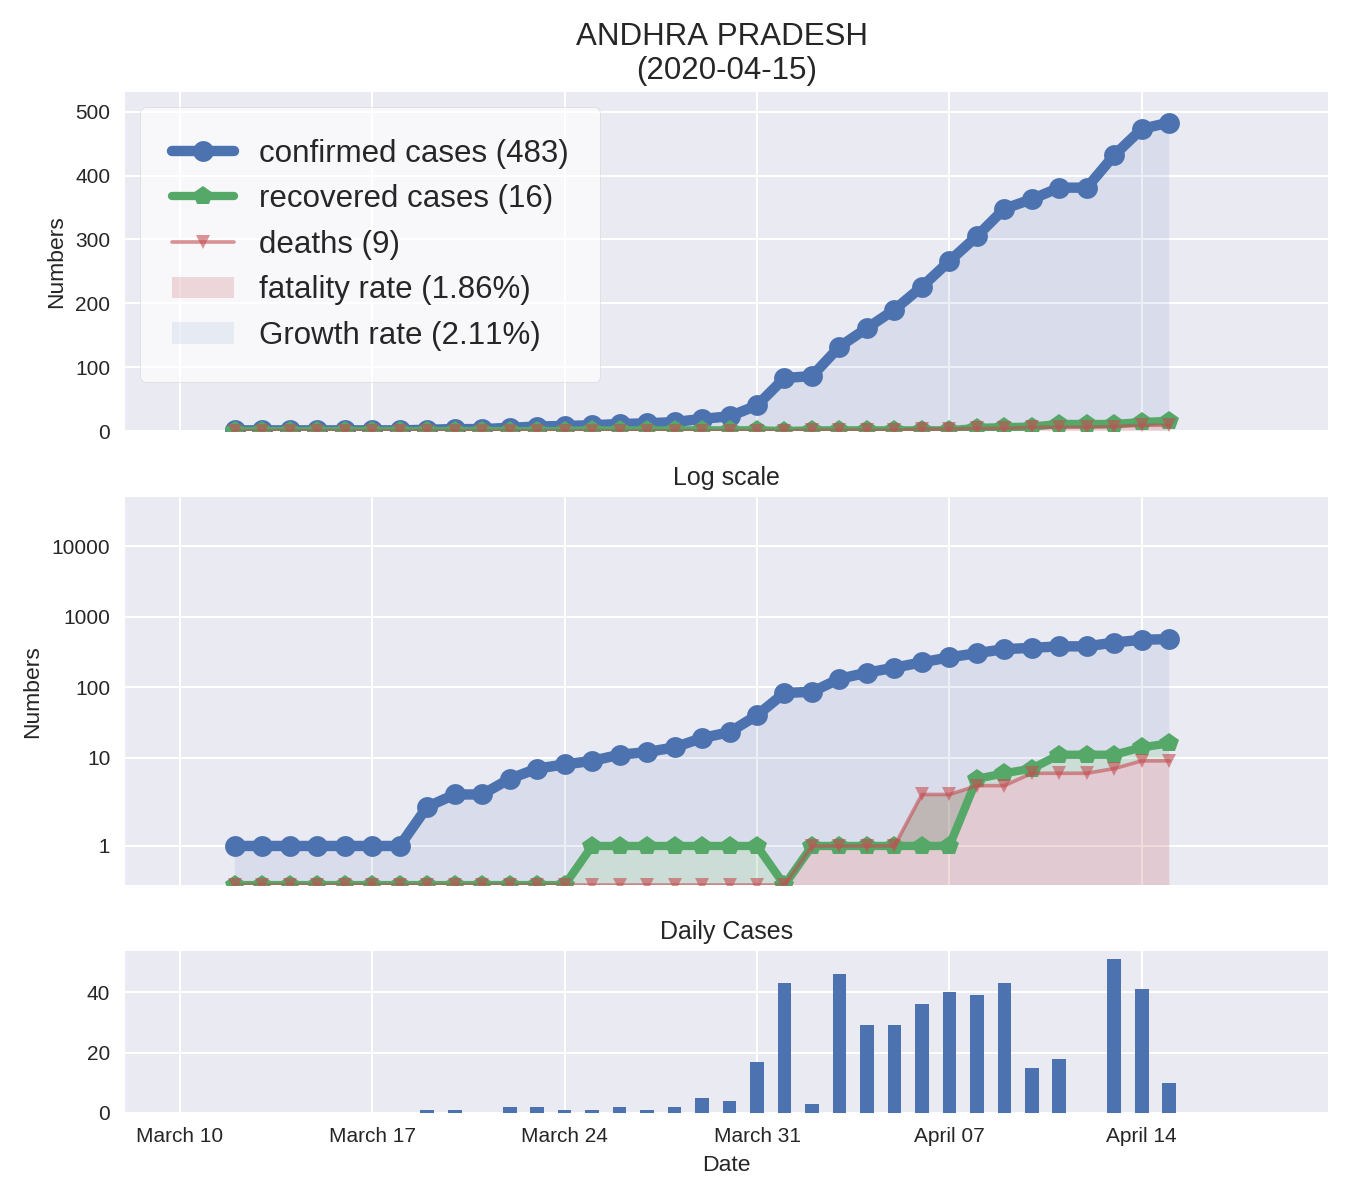 ANDHRA PRADESH
(2020-04-15)
500
400
300
200
100
0
Numbers
confirmed cases (483)
recovered cases (16)
deaths (9)
fatality rate (1.86%)
Growth rate (2.11%)
Log scale
10000
1000
100
10
1
Numbers
Daily Cases
40
20
0
March 10
March 17
March 24
March 31
April 07
April 14
Date